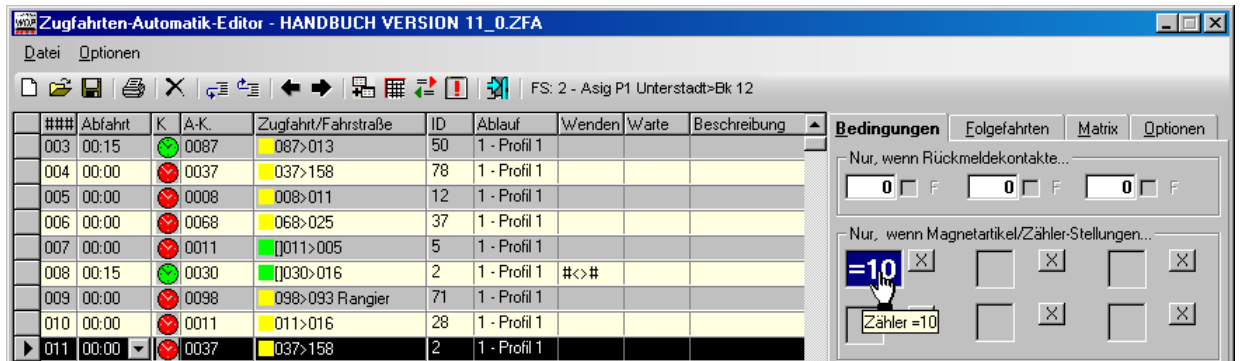 Zugfahrten-Automatik-Editor - HANDBUCH VERSION 11_0.ZFA
Datei Optionen
FS: 2 - Asig P1 Unterstadt>Bk 12
### Abfahrt K A-K. Zugfahrt/Fahrstraße ID Ablauf Wenden Warte Beschreibung
003 00:15 0087 087>013 50 1 - Profil 1
004 00:00 0037 037>158 78 1 - Profil 1
005 00:00 0008 008>011 12 1 - Profil 1
006 00:00 0068 068>025 37 1 - Profil 1
007 00:00 0011 []011>005 5 1 - Profil 1
008 00:15 0030 []030>016 2 1 - Profil 1 #<>#
009 00:00 0098 098>093 Rangier 71 1 - Profil 1
010 00:00 0011 011>016 28 1 - Profil 1
011 00:00 0037 037>158 2 1 - Profil 1
Bedingungen Folgefahrten Matrix Optionen
Nur, wenn Rückmeldekontakte...
0 F 0 F 0 F
Nur, wenn Magnetartikel/Zähler-Stellungen...
=10 X X X
Zähler =10 X X